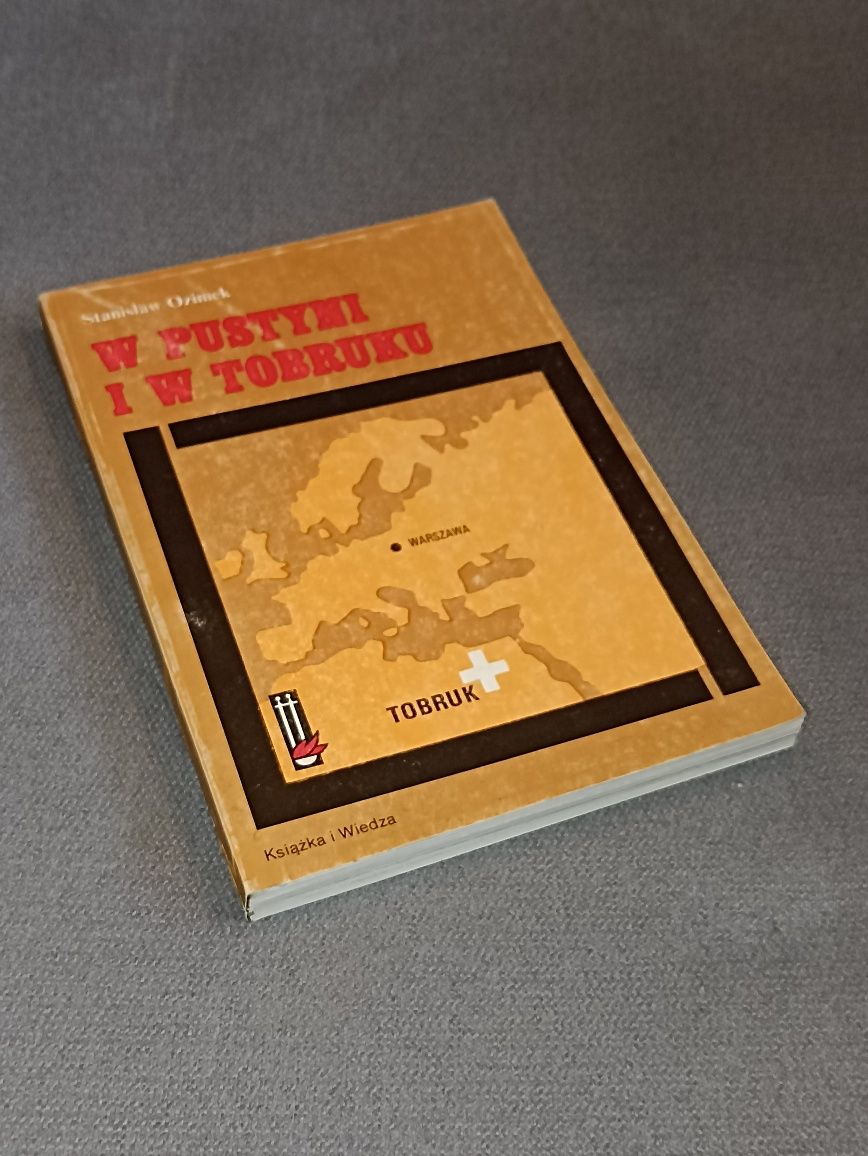 Stanisław Ozimek
W PUSTYNI
I W TOBRUKU
WARSZAWA
TOBRUK
Książka i Wiedza